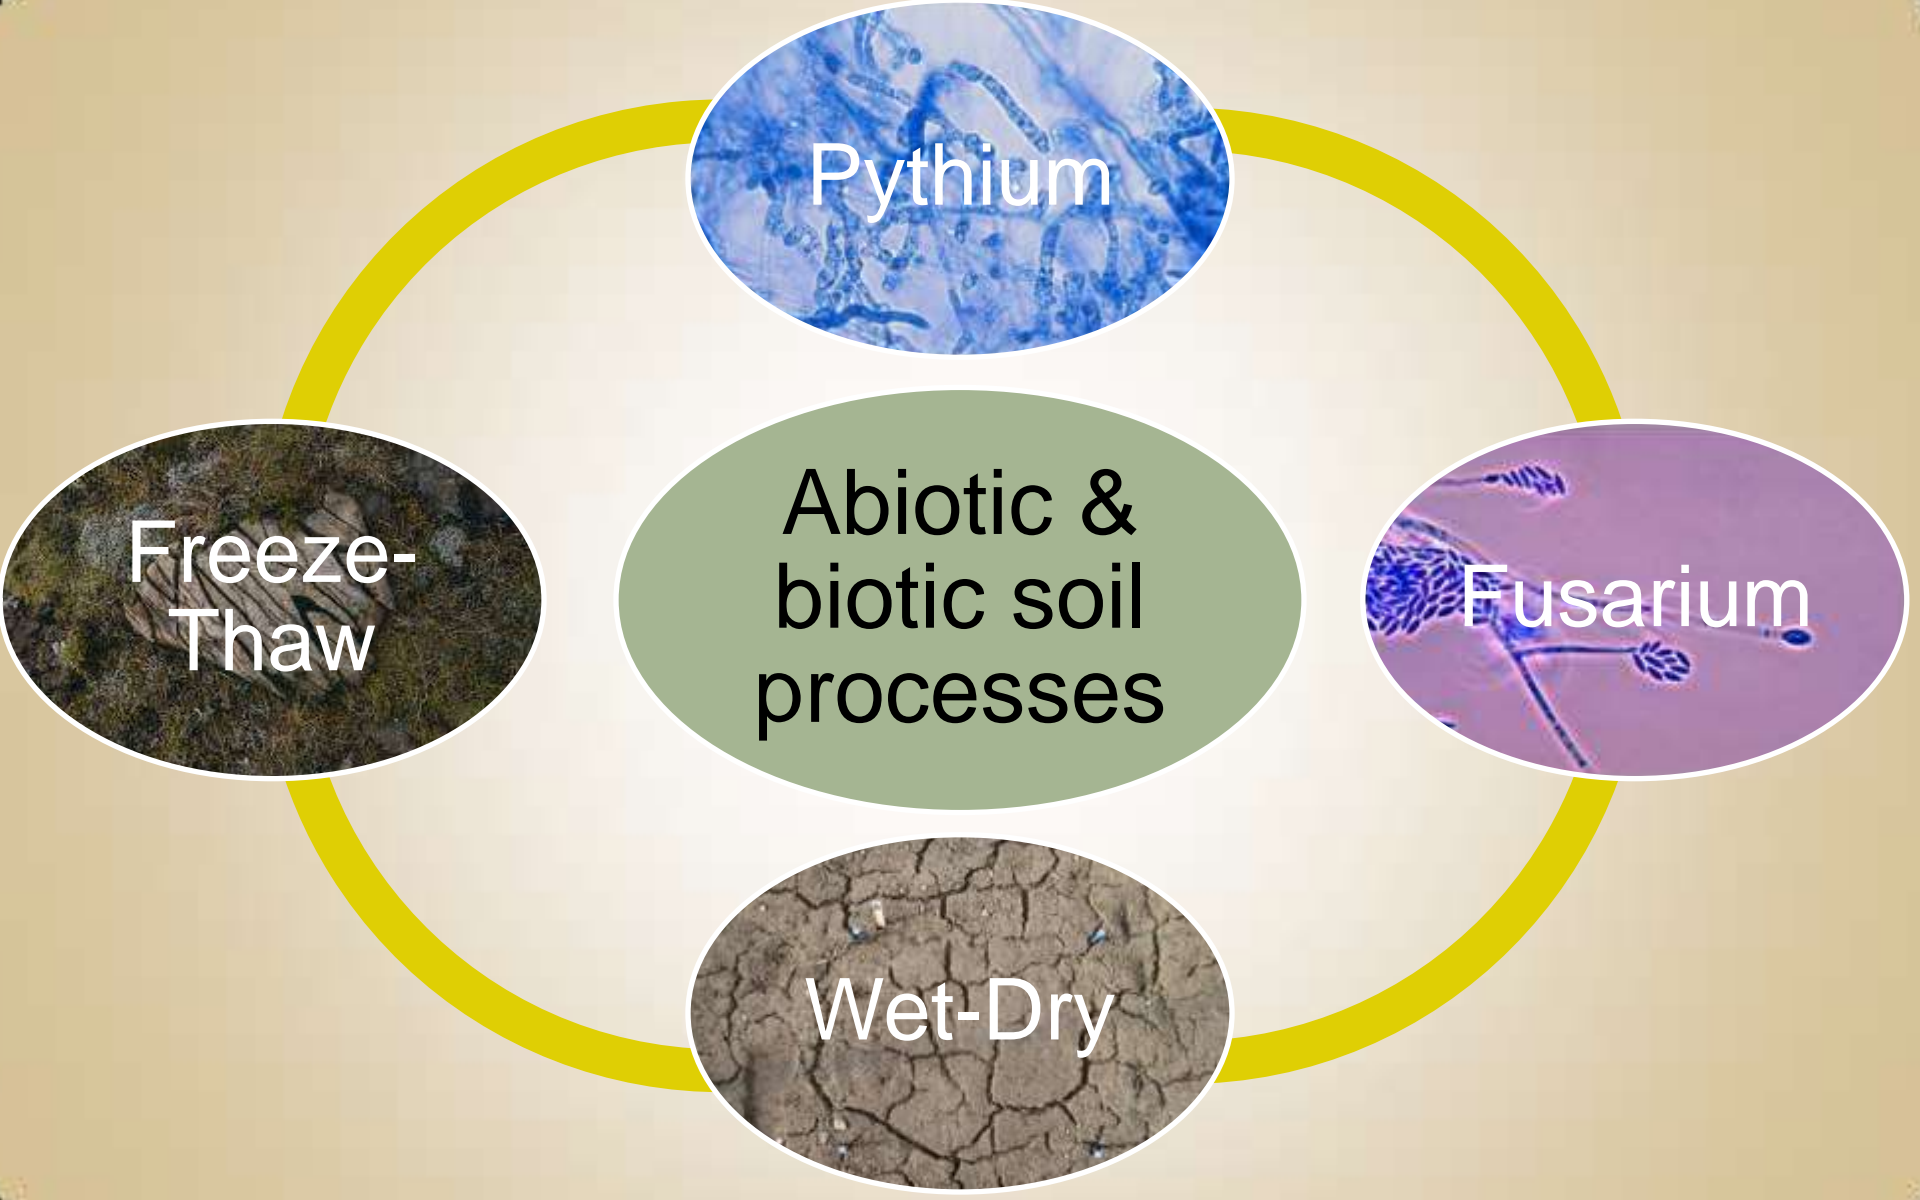 Pythium
Abiotic &
biotic soil
processes
Freeze-
Thaw
Fusarium
Wet-Dry